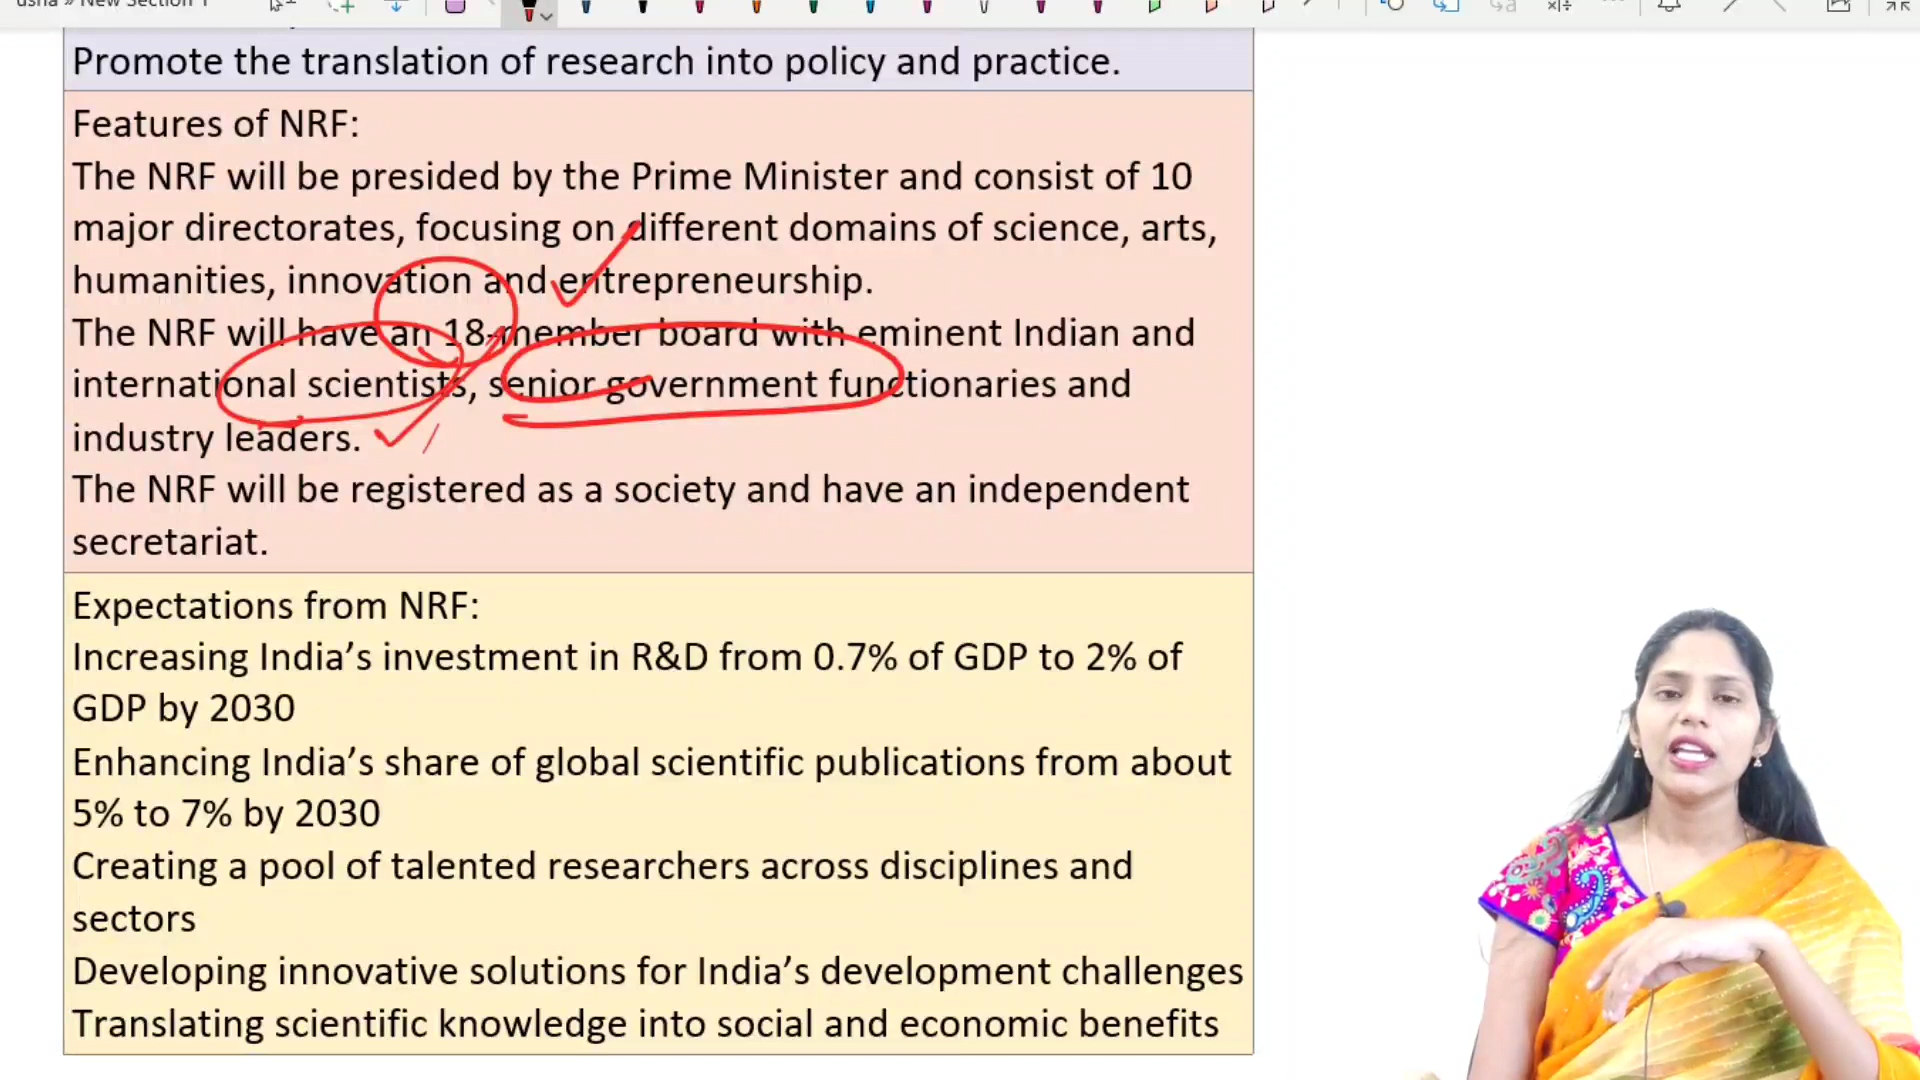 usha » New Section 1
Promote the translation of research into policy and practice.
Features of NRF:
The NRF will be presided by the Prime Minister and consist of 10
major directorates, focusing on different domains of science, arts,
humanities, innovation and entrepreneurship.
The NRF will have an 18-member board with eminent Indian and
international scientists, senior government functionaries and
industry leaders.
The NRF will be registered as a society and have an independent
secretariat.
Expectations from NRF:
Increasing India’s investment in R&D from 0.7% of GDP to 2% of
GDP by 2030
Enhancing India’s share of global scientific publications from about
5% to 7% by 2030
Creating a pool of talented researchers across disciplines and
sectors
Developing innovative solutions for India’s development challenges
Translating scientific knowledge into social and economic benefits